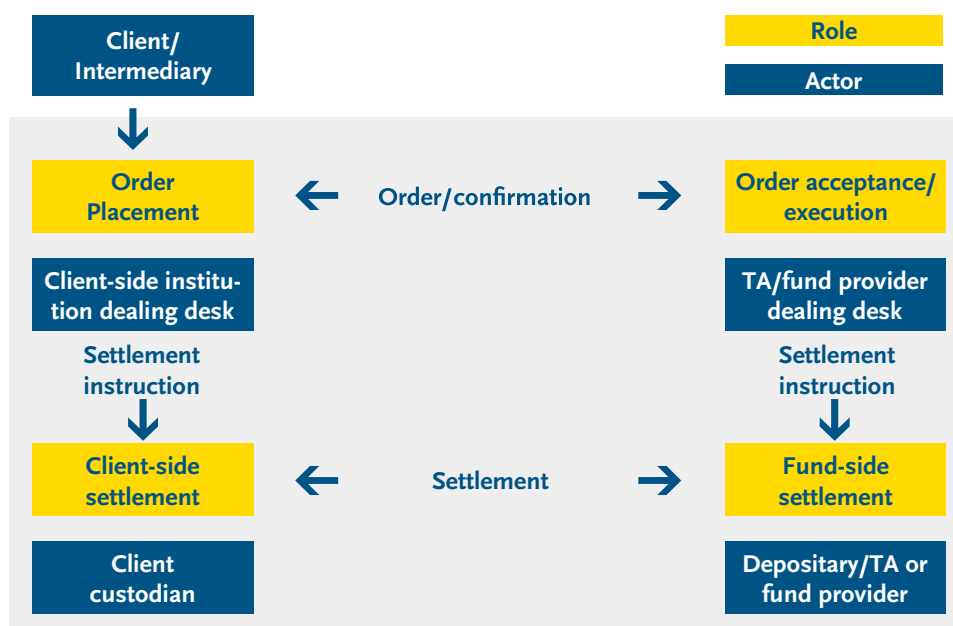 Client/
Intermediary
Role
Actor
Order
Placement
Order/confirmation
Order acceptance/
execution
Client-side institu-
tion dealing desk
TA/fund provider
dealing desk
Settlement
instruction
Settlement
instruction
Client-side
settlement
Settlement
Fund-side
settlement
Client
custodian
Depositary/TA or
fund provider